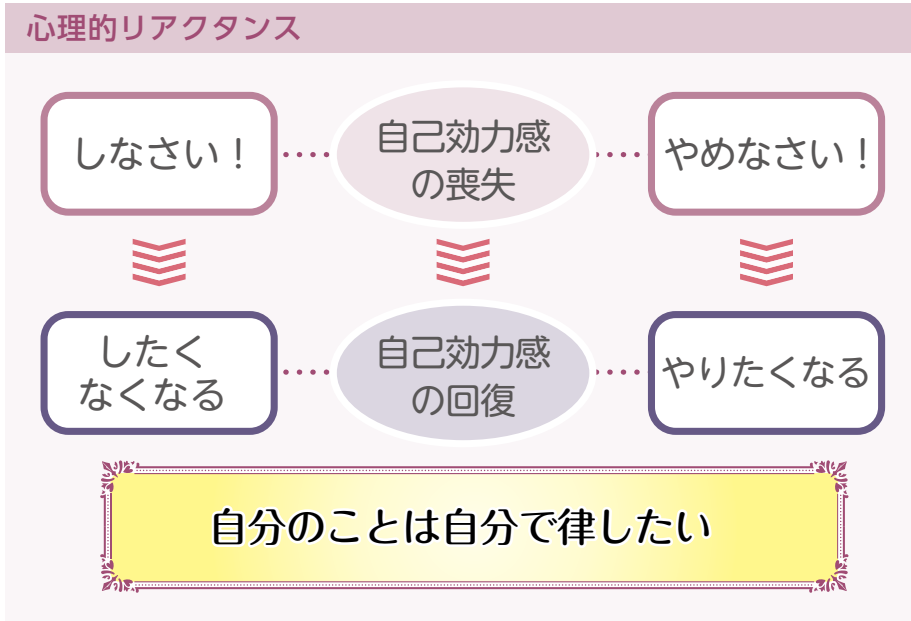 心理的リアクタンス
しなさい！
自己効力感
の喪失
やめなさい！
したく
なくなる
自己効力感
の回復
やりたくなる
自分のことは自分で律したい